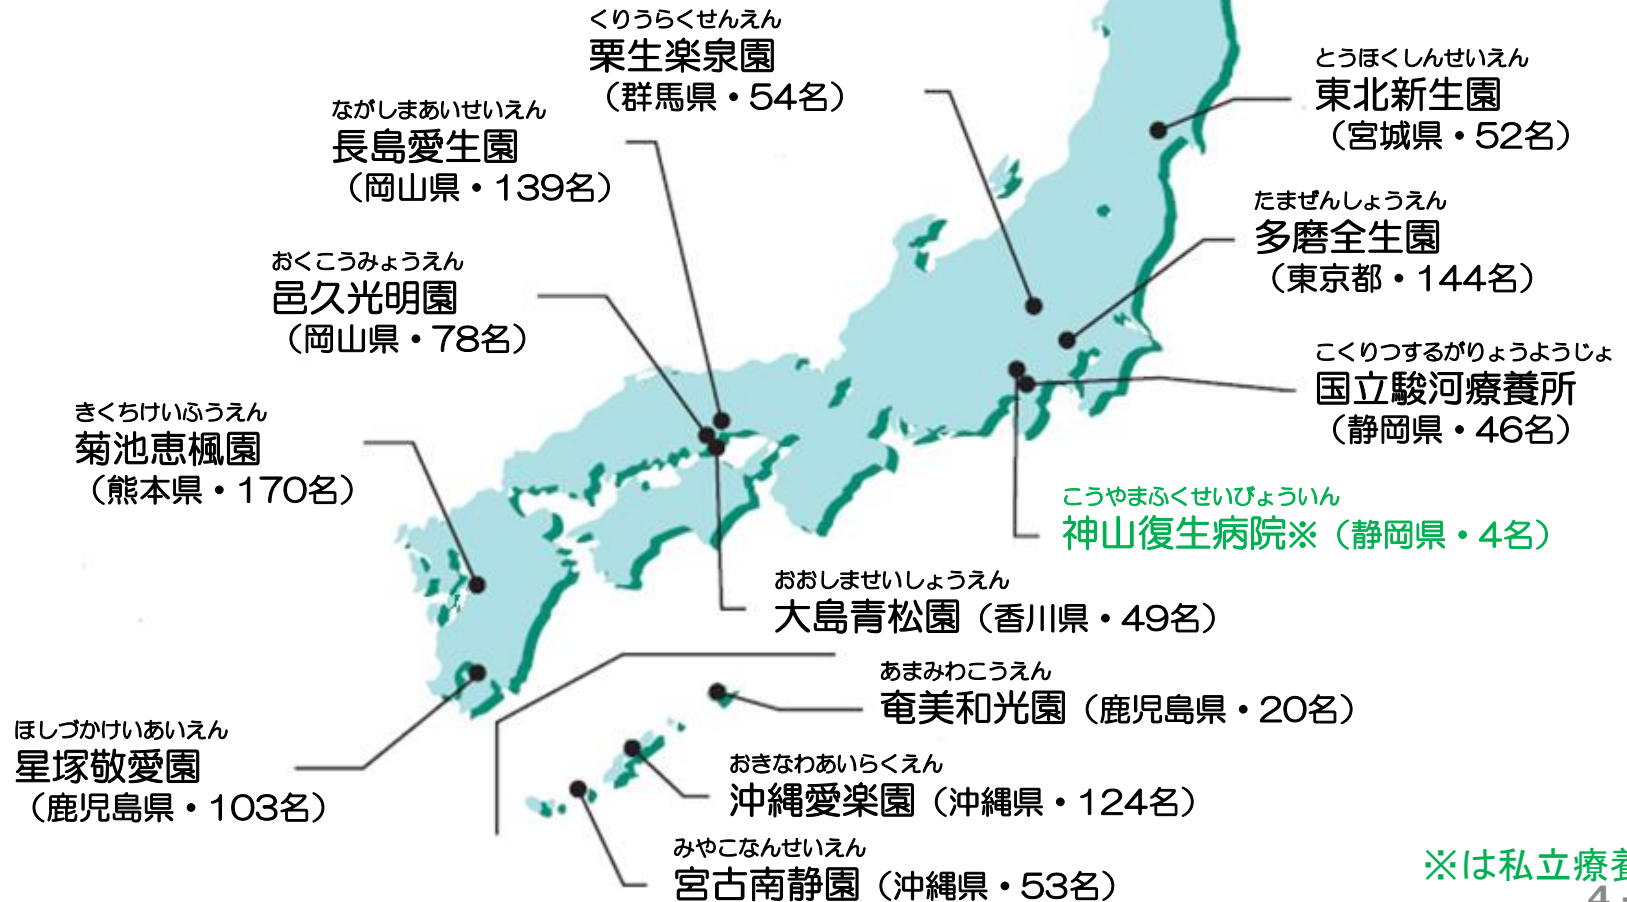 くりうらくせんえん
栗生楽泉園
（群馬県・54名）
とうほくしんせいえん
東北新生園
（宮城県・52名）
ながしまあいせいえん
長島愛生園
（岡山県・139名）
たまぜんしょうえん
多磨全生園
（東京都・144名）
おくこうみょうえん
邑久光明園
（岡山県・78名）
こくりつするがりょうようじょ
国立駿河療養所
（静岡県・46名）
きくちけいふうえん
菊池恵楓園
（熊本県・170名）
こうやまふくせいびょういん
神山復生病院※（静岡県・4名）
おおしませいしょうえん
大島青松園（香川県・49名）
あまみわこうえん
奄美和光園（鹿児島県・20名）
ほしづかけいあいえん
星塚敬愛園
（鹿児島県・103名）
おきなわあいらくえん
沖縄愛楽園（沖縄県・124名）
みやこなんせいえん
宮古南静園（沖縄県・53名）
※は私立療養